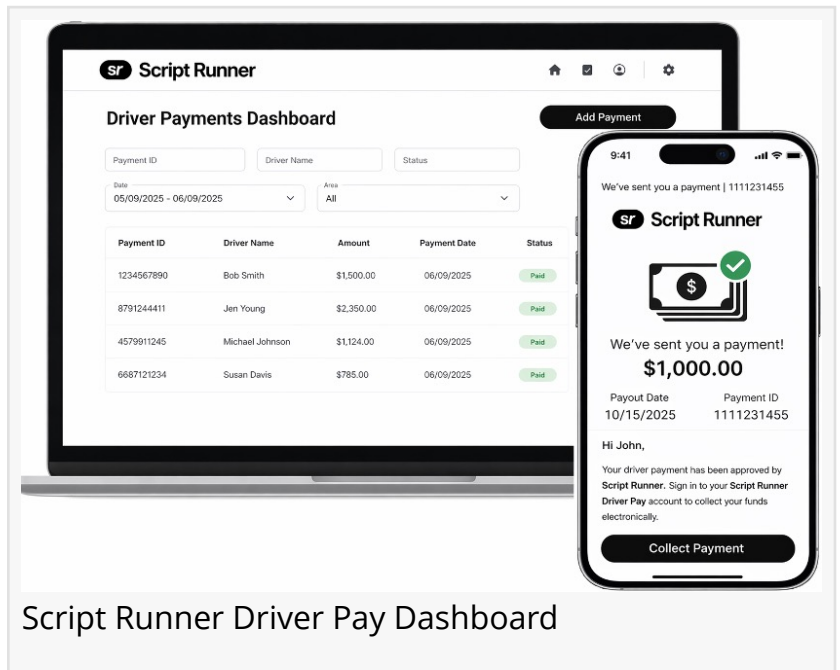 sr Script Runner
Driver Payments Dashboard
Add Payment
Payment ID
Driver Name
Status
Date
05/09/2025 - 06/09/2025
Area
All
Payment ID Driver Name Amount Payment Date Status
1234567890 Bob Smith $1,500.00 06/09/2025 Paid
8791244411 Jen Young $2,350.00 06/09/2025 Paid
4579911245 Michael Johnson $1,124.00 06/09/2025 Paid
6687121234 Susan Davis $785.00 06/09/2025 Paid
9:41
We've sent you a payment | 1111231455
sr Script Runner
$
We've sent you a payment!
$1,000.00
Payout Date Payment ID
10/15/2025 1111231455
Hi John,
Your driver payment has been approved by
Script Runner. Sign in to your Script Runner
Driver Pay account to collect your funds
electronically.
Collect Payment
Script Runner Driver Pay Dashboard